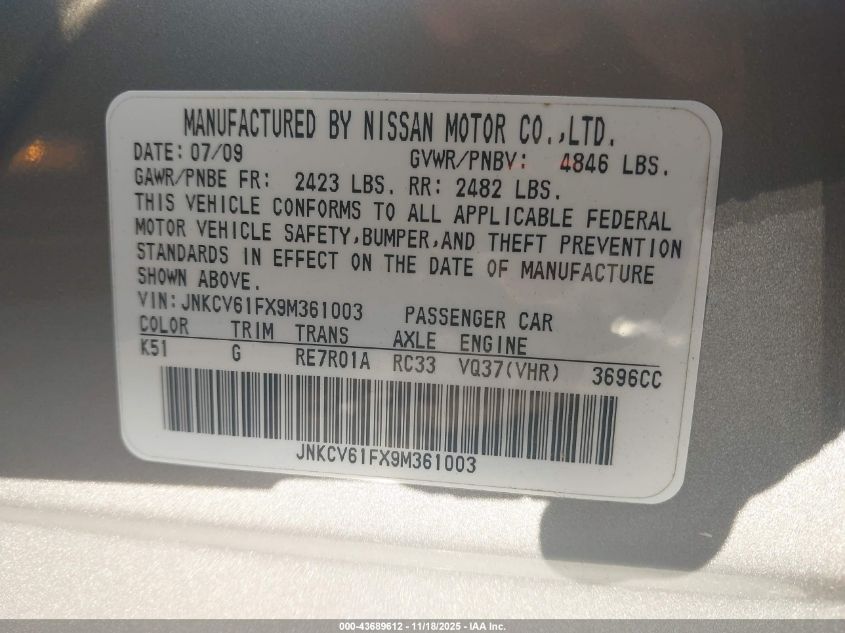 MANUFACTURED BY NISSAN MOTOR CO.,LTD.
DATE: 07/09 GVWR/PNBV: 4846 LBS.
GAWR/PNBE FR: 2423 LBS. RR: 2482 LBS.
THIS VEHICLE CONFORMS TO ALL APPLICABLE FEDERAL
MOTOR VEHICLE SAFETY,BUMPER,AND THEFT PREVENTION
STANDARDS IN EFFECT ON THE DATE OF MANUFACTURE
SHOWN ABOVE.
VIN: JNKCV61FX9M361003 PASSENGER CAR
COLOR TRIM TRANS AXLE ENGINE
K51 G RE7R01A RC33 VQ37(VHR) 3696CC
JNKCV61FX9M361003
000-43689612 - 11/18/2025 - IAA Inc.